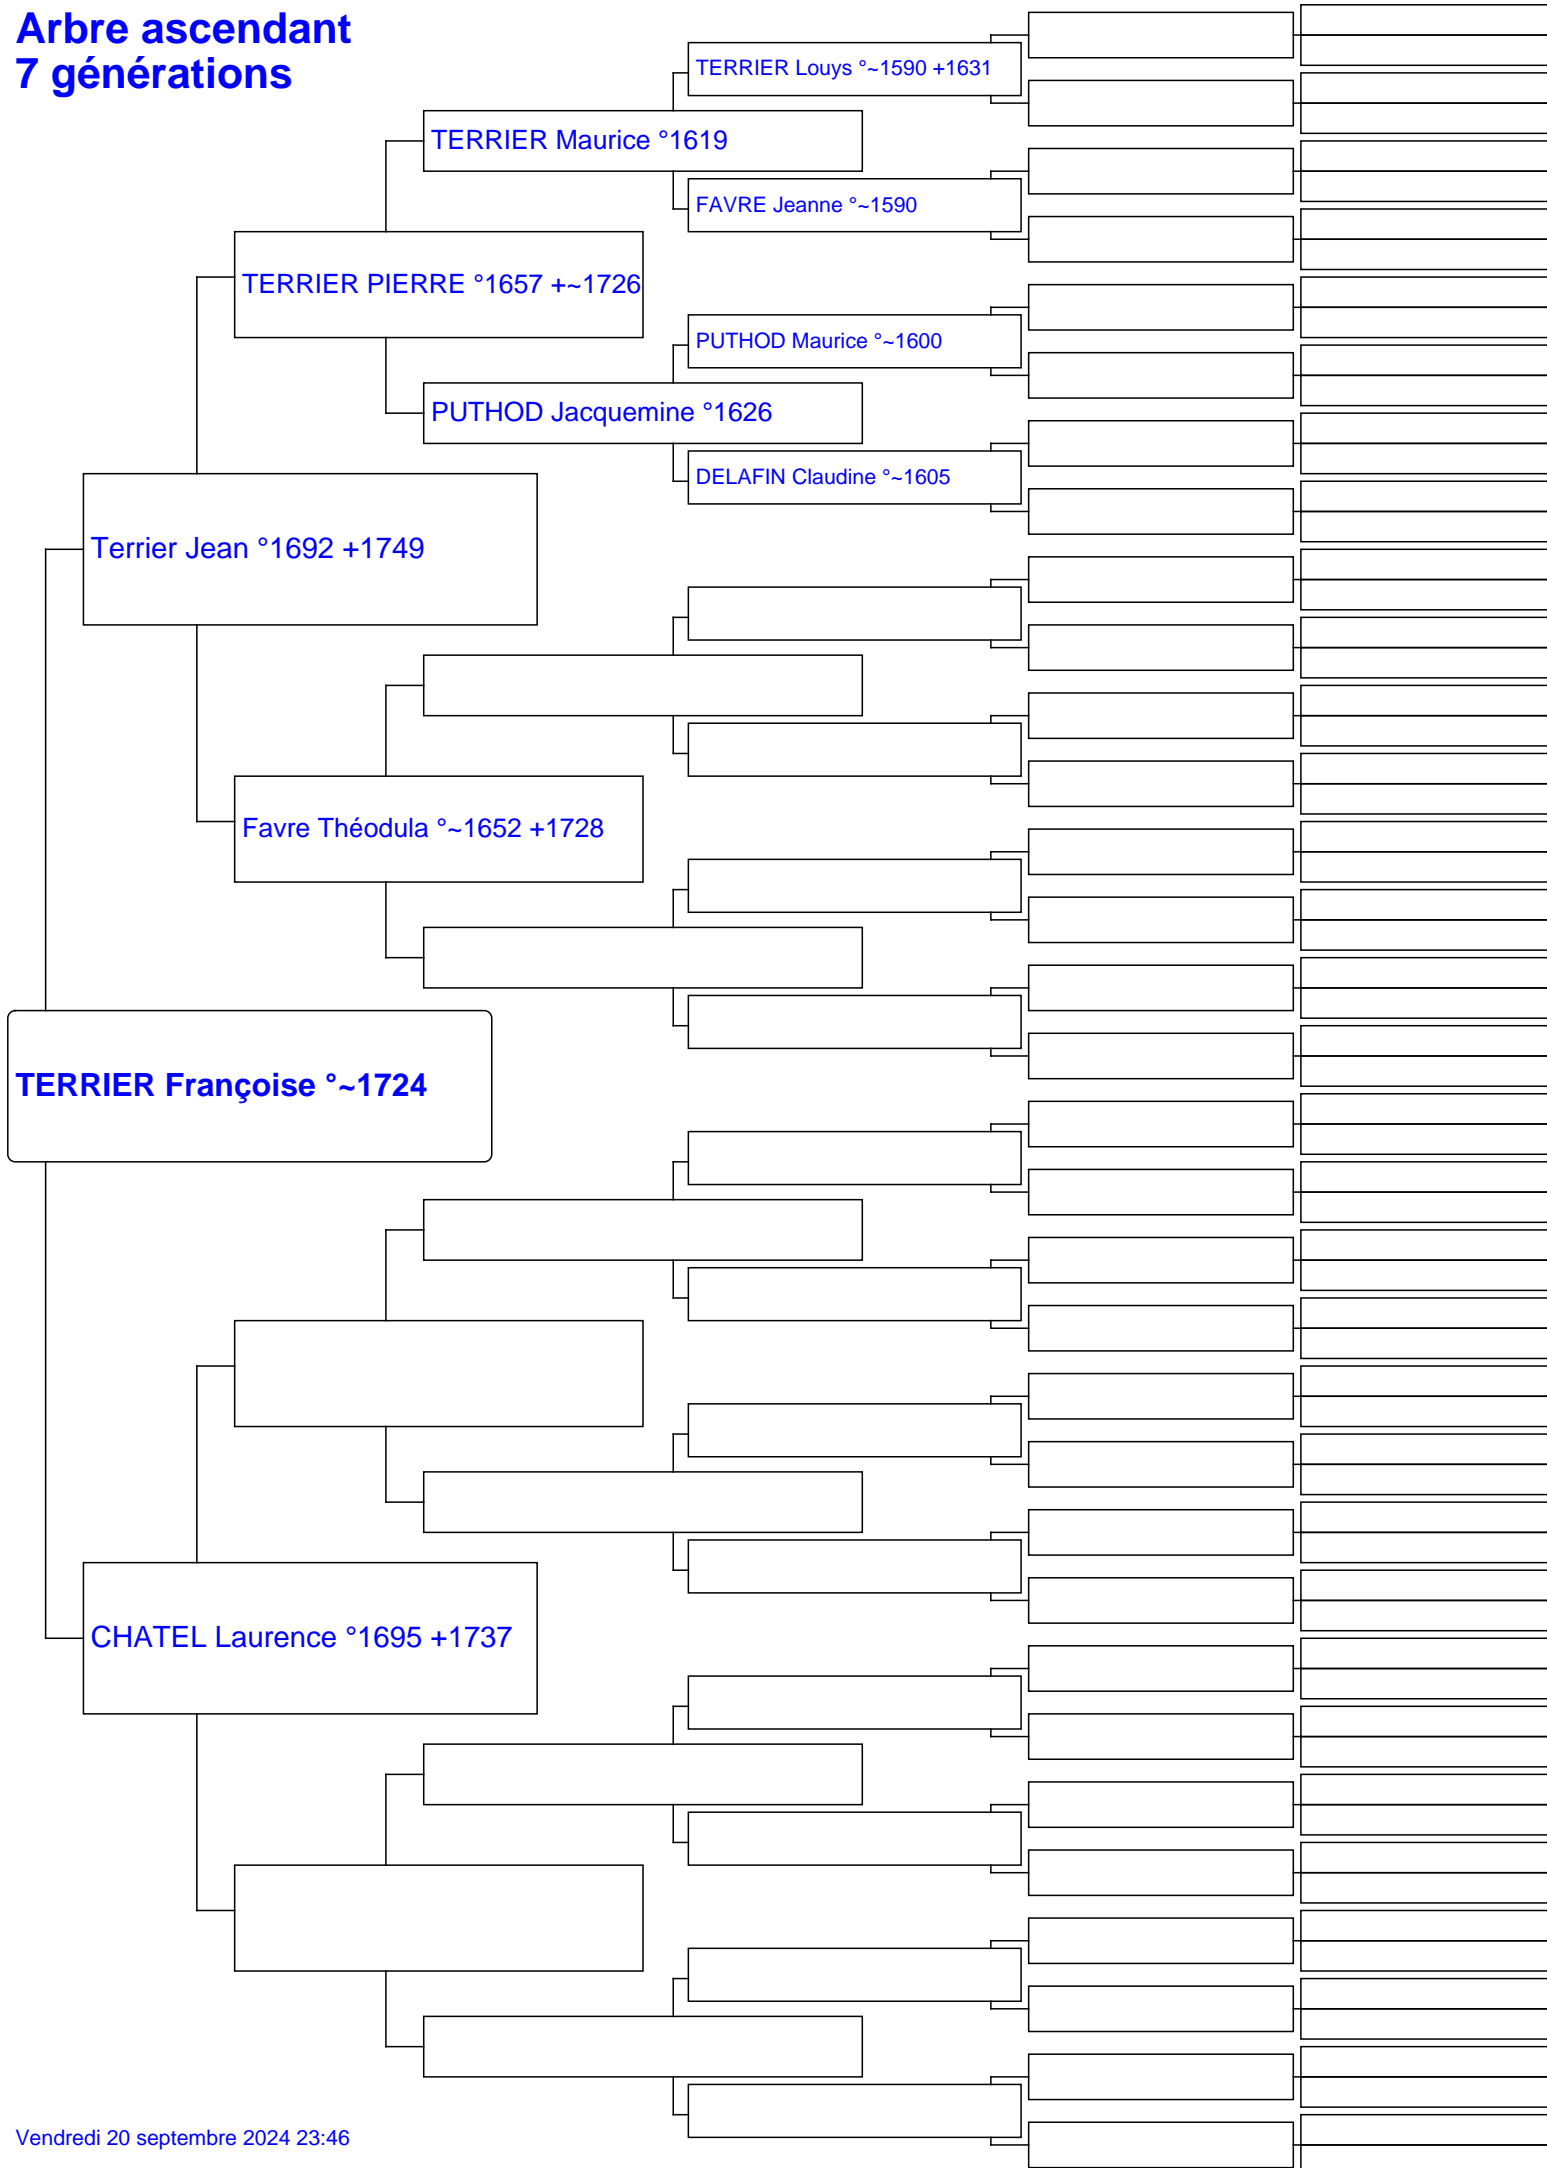 Arbre ascendant
7 générations
TERRIER Louys °~1590 +1631
TERRIER Maurice °1619
FAVRE Jeanne °~1590
TERRIER PIERRE °1657 +~1726
PUTHOD Maurice °~1600
PUTHOD Jacquemine °1626
DELAFIN Claudine °~1605
Terrier Jean °1692 +1749
Favre Théodula °~1652 +1728
TERRIER Françoise °~1724
CHATEL Laurence °1695 +1737
Vendredi 20 septembre 2024 23:46